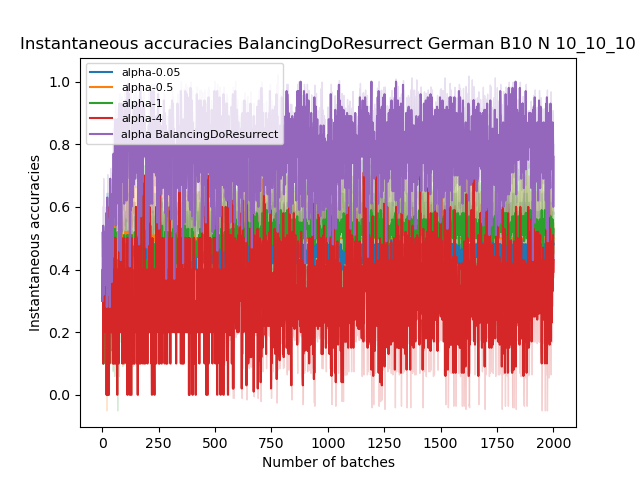 Instantaneous accuracies BalancingDoResurrect German B10 N 10_10_10
alpha-0.05
alpha-0.5
alpha-1
alpha-4
alpha BalancingDoResurrect
Instantaneous accuracies
1.0
0.8
0.6
0.4
0.2
0.0
0 250 500 750 1000 1250 1500 1750 2000
Number of batches